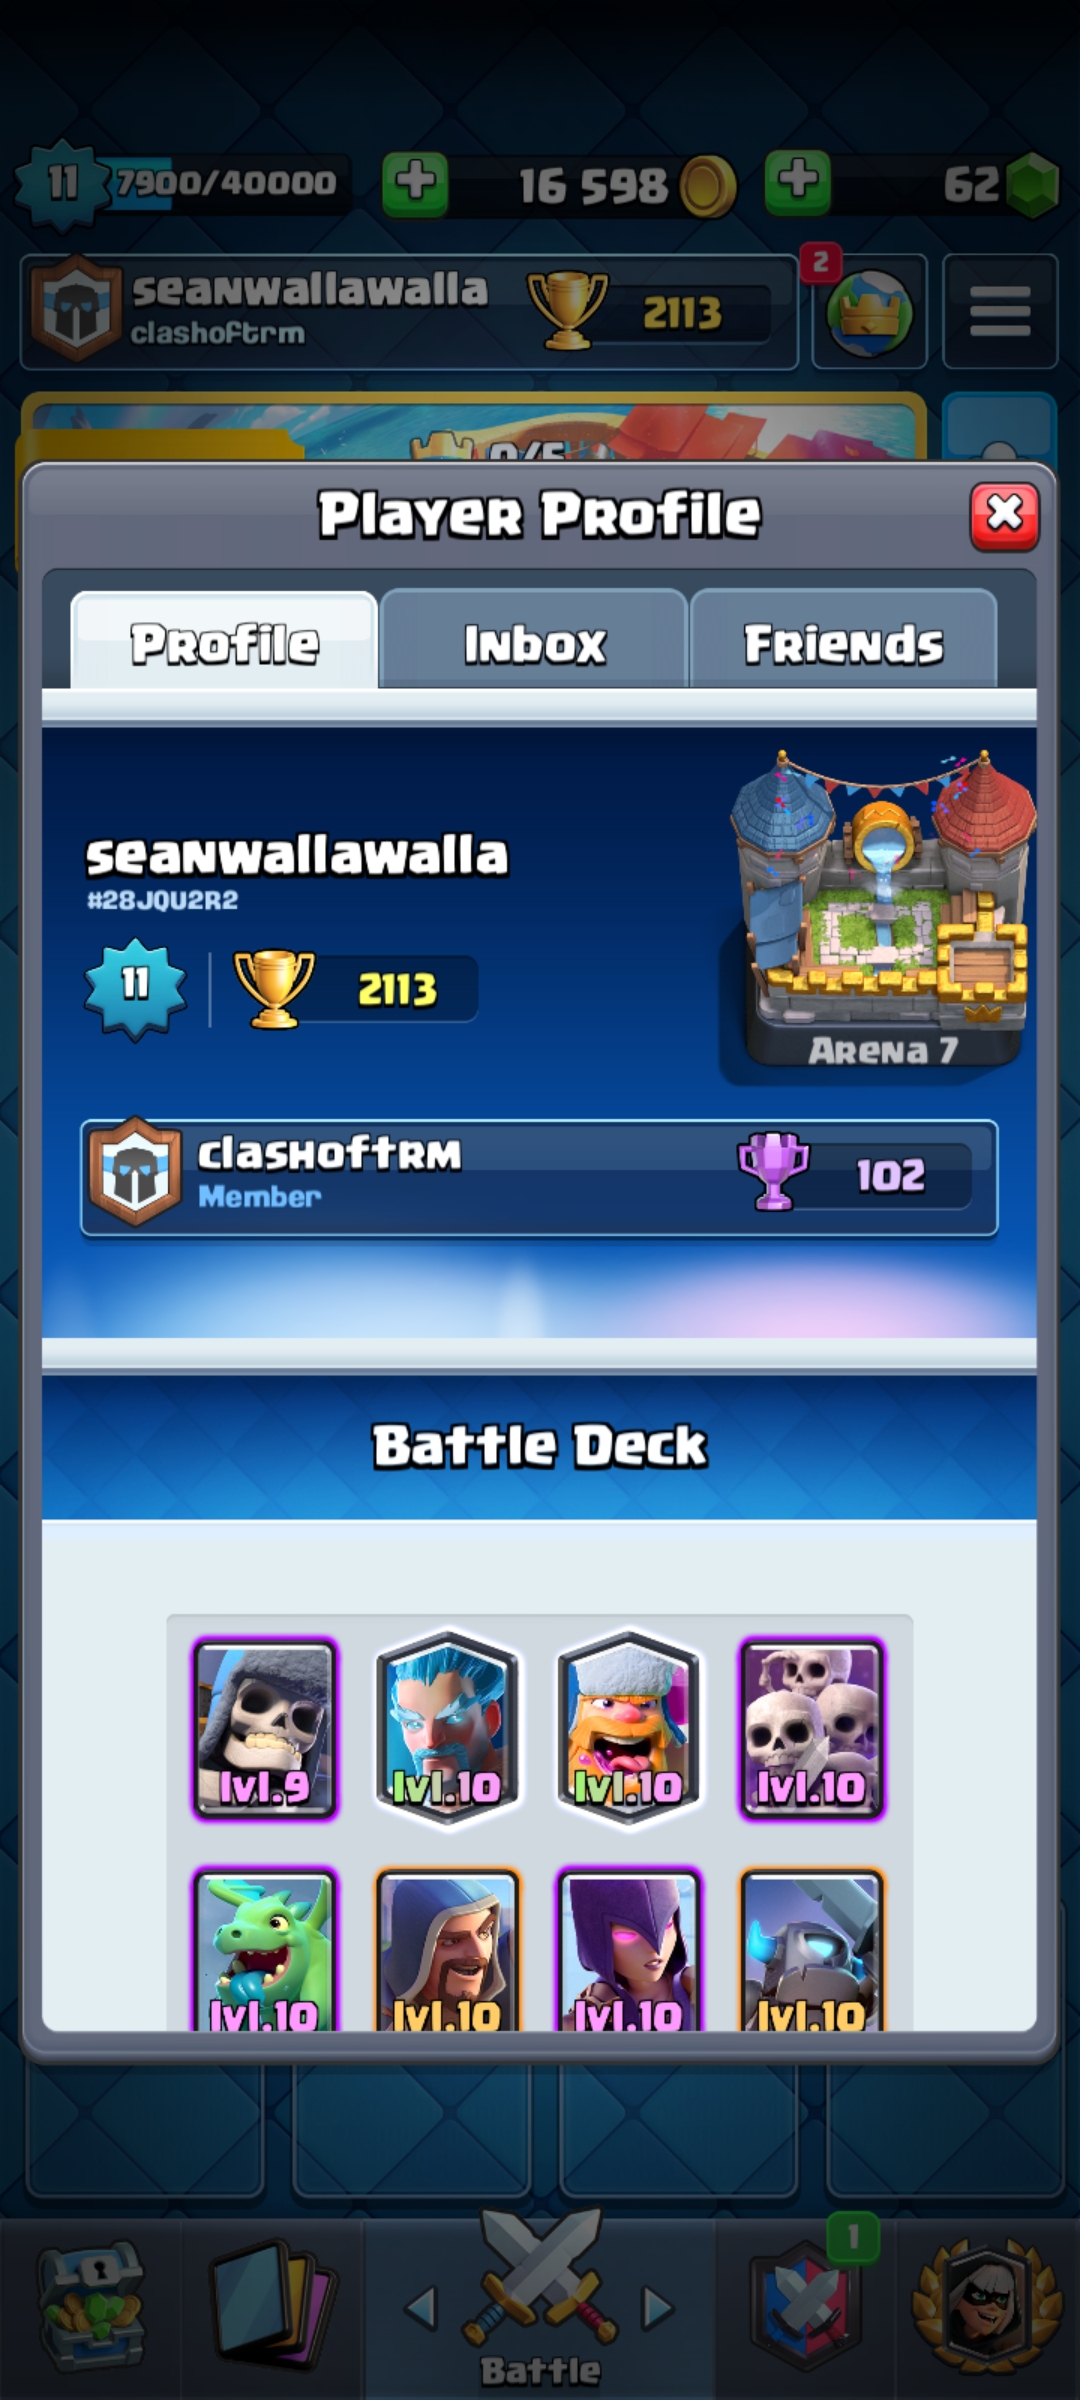 11 7900/40000 16 598 62
seanwallawalla 2113 2
clashoftrm
0/5
Player Profile
Profile Inbox Friends
seanwallawalla
#28JQU2R2
11 2113
Arena 7
clashoftrm
Member 102
Battle Deck
lvl.9 lvl.10 lvl.10 lvl.10
lvl.10 lvl.10 lvl.10 lvl.10
1
Battle